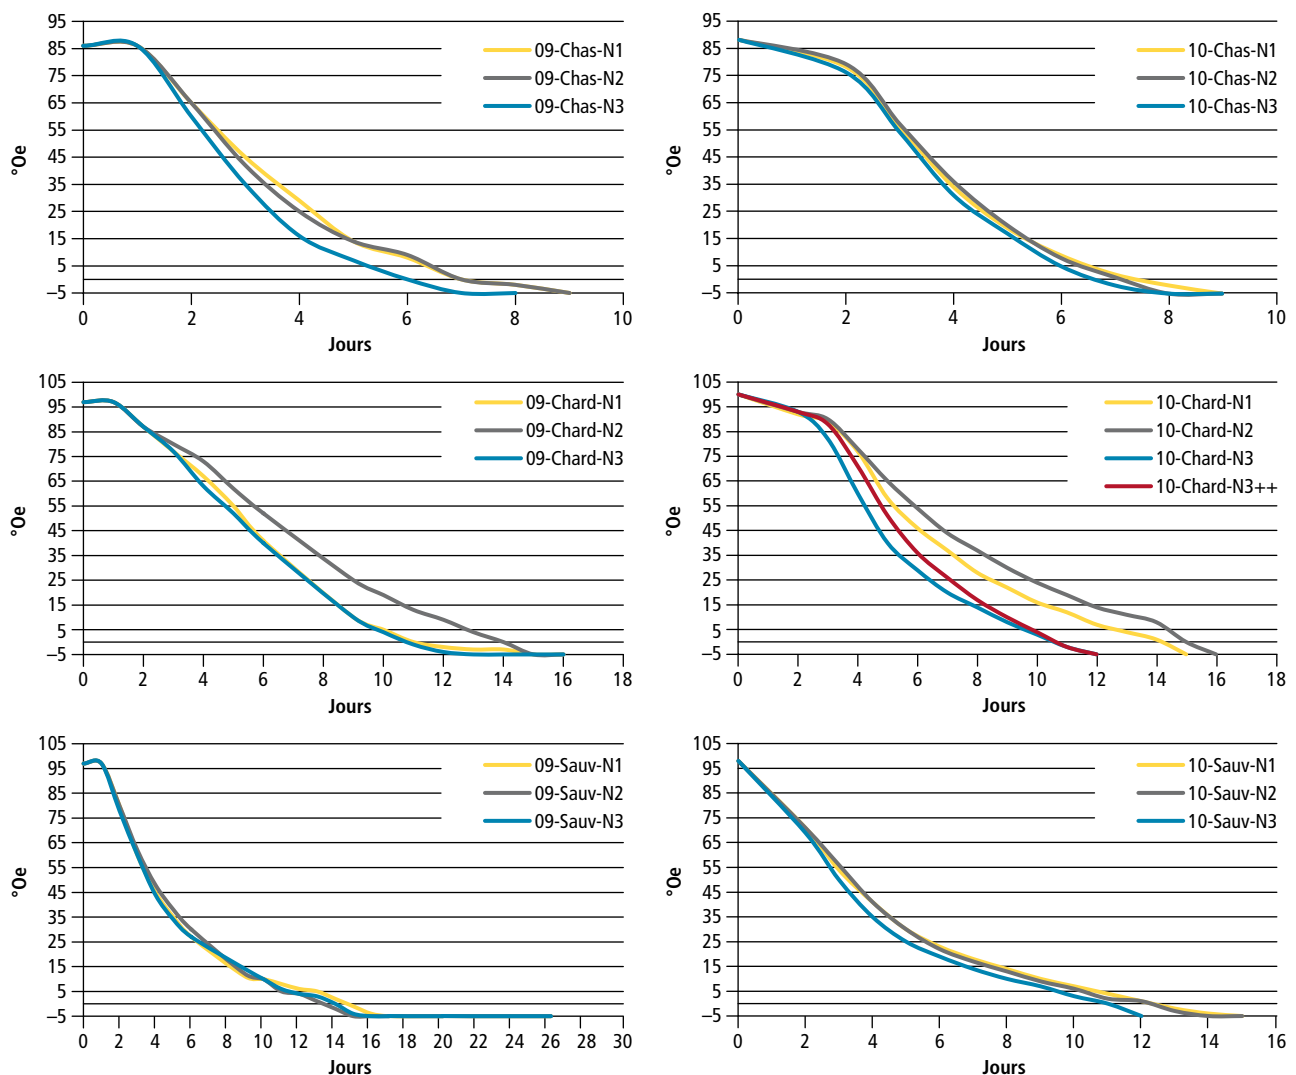 95
85
75
65
55
45
35
25
15
5
–5
°Oe
09-Chas-N1
09-Chas-N2
09-Chas-N3
0 2 4 6 8 10
Jours
95
85
75
65
55
45
35
25
15
5
–5
°Oe
10-Chas-N1
10-Chas-N2
10-Chas-N3
0 2 4 6 8 10
Jours
105
95
85
75
65
55
45
35
25
15
5
–5
°Oe
09-Chard-N1
09-Chard-N2
09-Chard-N3
0 2 4 6 8 10 12 14 16 18
Jours
105
95
85
75
65
55
45
35
25
15
5
–5
°Oe
10-Chard-N1
10-Chard-N2
10-Chard-N3
10-Chard-N3++
0 2 4 6 8 10 12 14 16 18
Jours
105
95
85
75
65
55
45
35
25
15
5
–5
°Oe
09-Sauv-N1
09-Sauv-N2
09-Sauv-N3
0 2 4 6 8 10 12 14 16 18 20 22 24 26 28 30
Jours
105
95
85
75
65
55
45
35
25
15
5
–5
°Oe
10-Sauv-N1
10-Sauv-N2
10-Sauv-N3
0 2 4 6 8 10 12 14 16
Jours